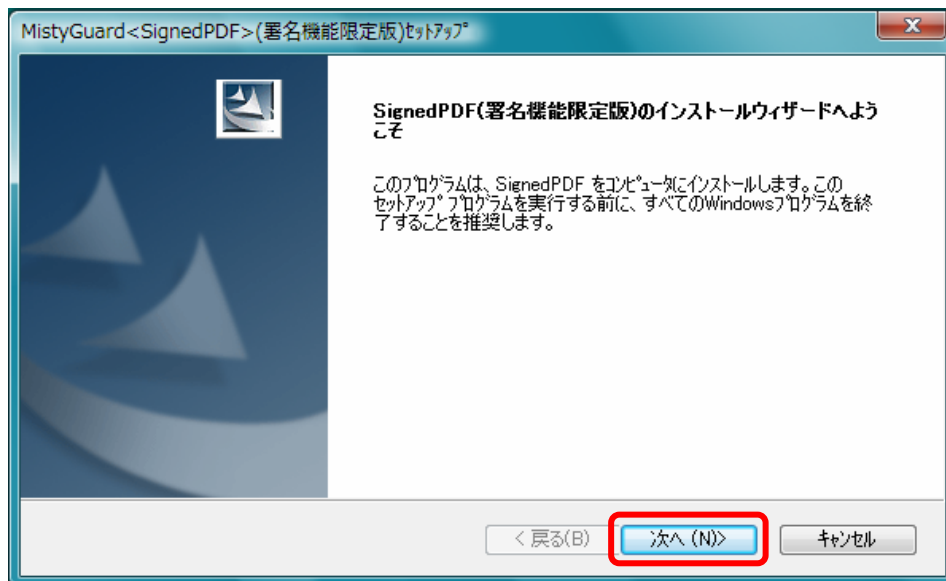 MistyGuard<SignedPDF>(署名機能限定版)ｾｯﾄｱｯﾌﾟ
SignedPDF(署名機能限定版)のインストールウィザードへよう
こそ
このﾌﾟﾛｸﾞﾗﾑは、SignedPDF をｺﾝﾋﾟｭｰﾀにｲﾝｽﾄｰﾙします。この
ｾｯﾄｱｯﾌﾟ ﾌﾟﾛｸﾞﾗﾑを実行する前に、すべてのWindowsﾌﾟﾛｸﾞﾗﾑを終
了することを推奨します。
< 戻る(B)
次へ (N)>
ｷｬﾝｾﾙ